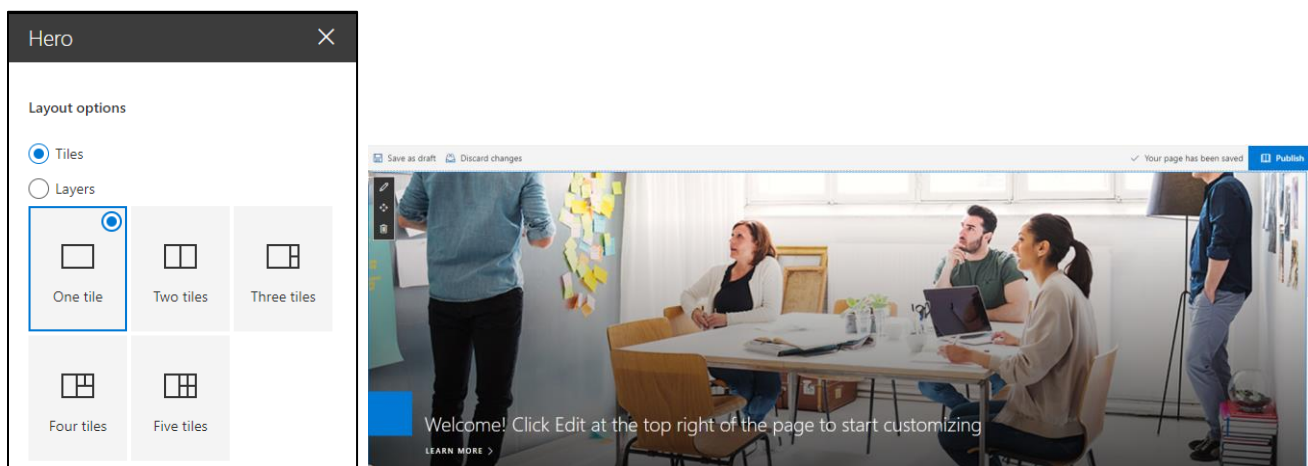 Hero
Layout options
Tiles
Layers
One tile
Two tiles
Three tiles
Four tiles
Five tiles
Save as draft Discard changes Your page has been saved Publish
Welcome! Click Edit at the top right of the page to start customizing
LEARN MORE